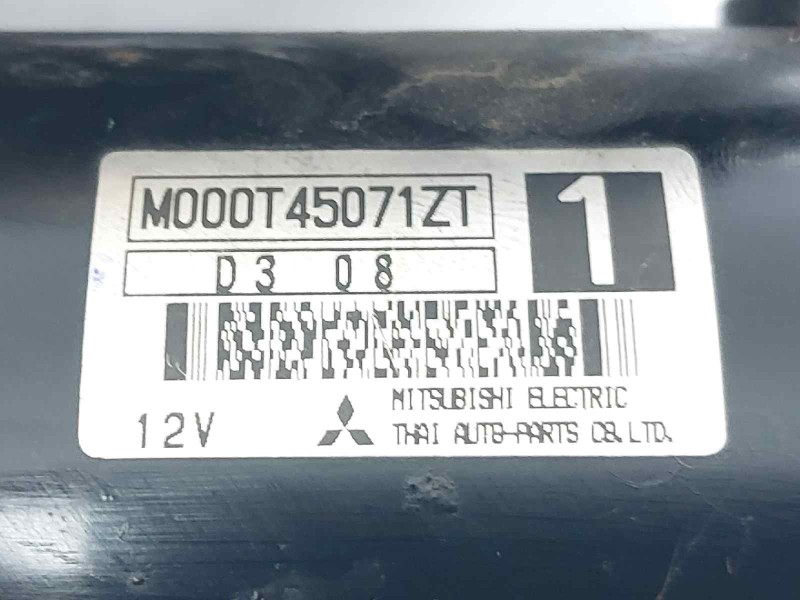 M000T45071ZT
1
D3 08
12V
MITSUBISHI ELECTRIC
THAI AUTO-PARTS CO.LTD.